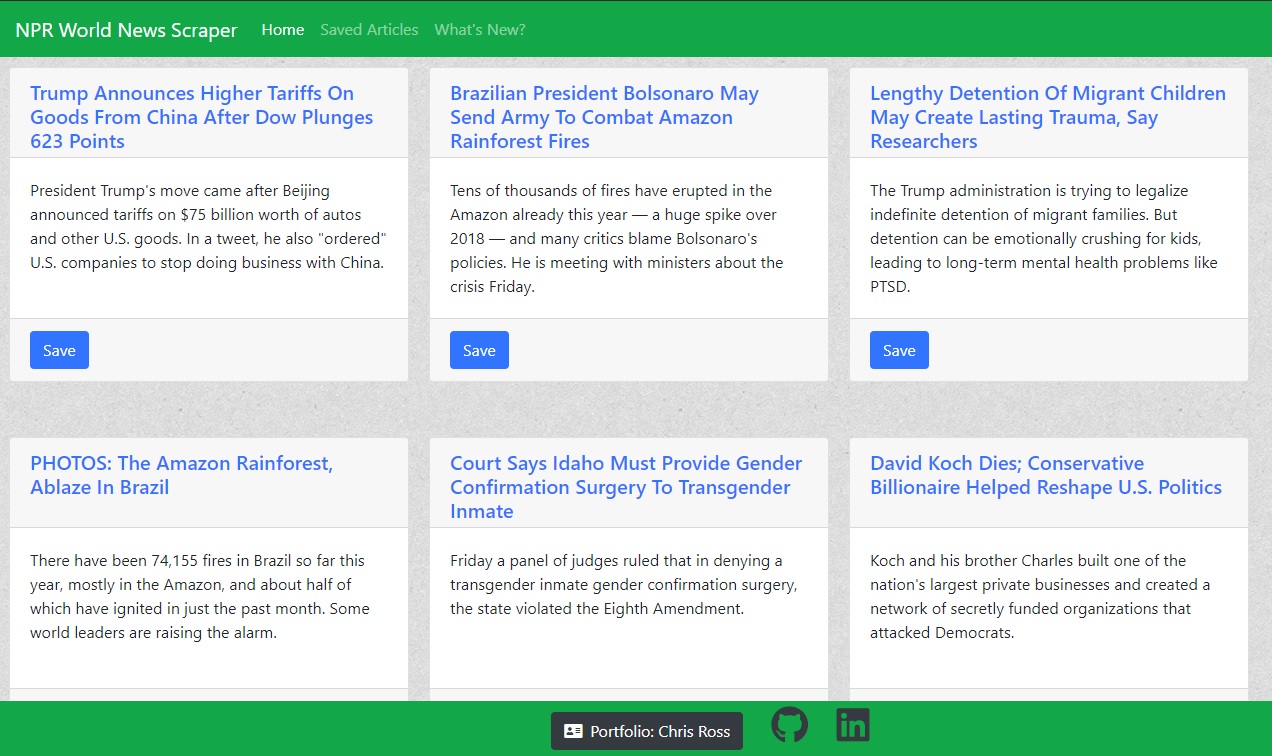 NPR World News Scraper Home Saved Articles What's New?
Trump Announces Higher Tariffs On
Goods From China After Dow Plunges
623 Points
President Trump's move came after Beijing
announced tariffs on $75 billion worth of autos
and other U.S. goods. In a tweet, he also "ordered"
U.S. companies to stop doing business with China.
Save
Brazilian President Bolsonaro May
Send Army To Combat Amazon
Rainforest Fires
Tens of thousands of fires have erupted in the
Amazon already this year — a huge spike over
2018 — and many critics blame Bolsonaro's
policies. He is meeting with ministers about the
crisis Friday.
Save
Lengthy Detention Of Migrant Children
May Create Lasting Trauma, Say
Researchers
The Trump administration is trying to legalize
indefinite detention of migrant families. But
detention can be emotionally crushing for kids,
leading to long-term mental health problems like
PTSD.
Save
PHOTOS: The Amazon Rainforest,
Ablaze In Brazil
There have been 74,155 fires in Brazil so far this
year, mostly in the Amazon, and about half of
which have ignited in just the past month. Some
world leaders are raising the alarm.
Court Says Idaho Must Provide Gender
Confirmation Surgery To Transgender
Inmate
Friday a panel of judges ruled that in denying a
transgender inmate gender confirmation surgery,
the state violated the Eighth Amendment.
David Koch Dies; Conservative
Billionaire Helped Reshape U.S. Politics
Koch and his brother Charles built one of the
nation's largest private businesses and created a
network of secretly funded organizations that
attacked Democrats.
Portfolio: Chris Ross
in